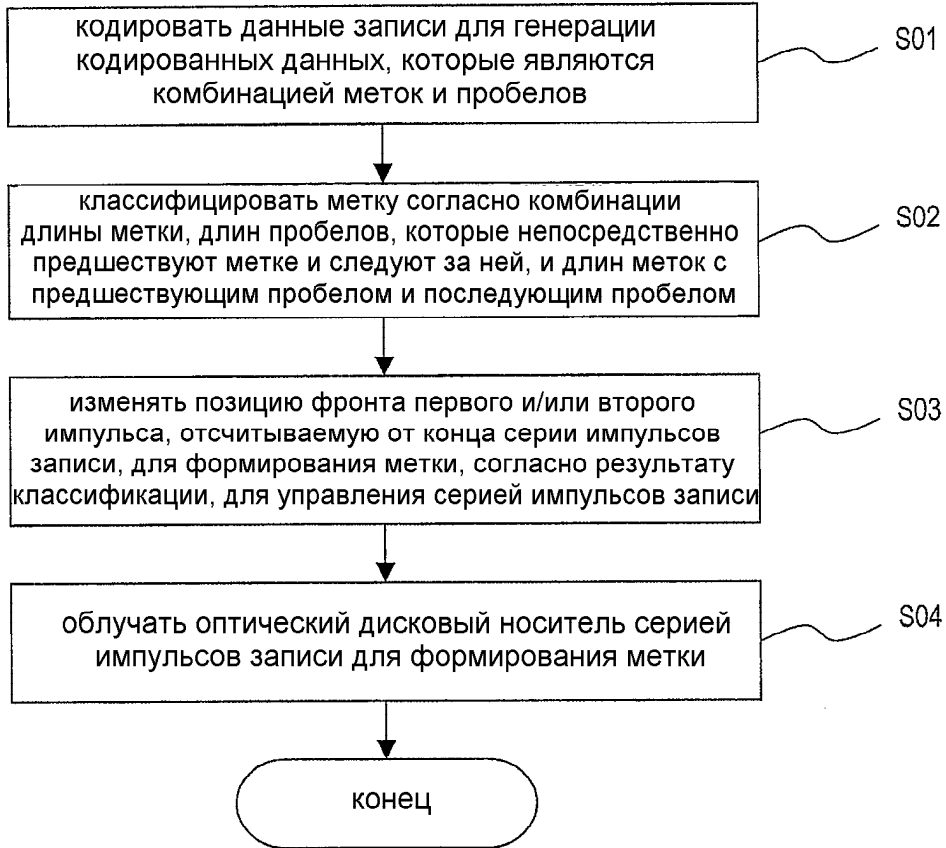 кодировать данные записи для генерации
кодированных данных, которые являются
комбинацией меток и пробелов
S01
классифицировать метку согласно комбинации
длины метки, длин пробелов, которые непосредственно
предшествуют метке и следуют за ней, и длин меток с
предшествующим пробелом и последующим пробелом
S02
изменять позицию фронта первого и/или второго
импульса, отсчитываемую от конца серии импульсов
записи, для формирования метки, согласно результату
классификации, для управления серией импульсов записи
S03
облучать оптический дисковый носитель серией
импульсов записи для формирования метки
S04
конец